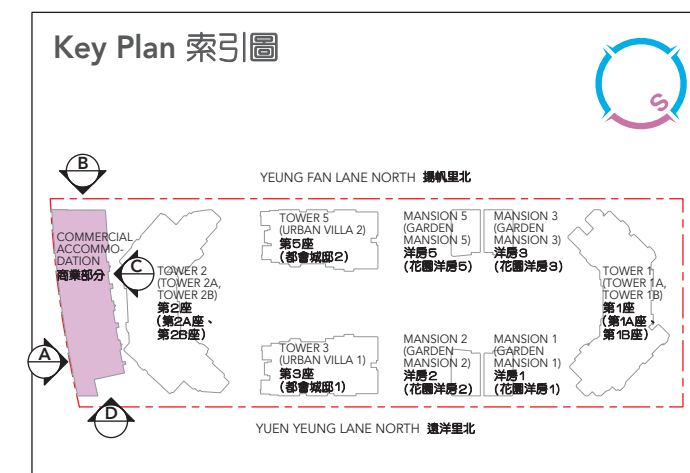 Key Plan 索引圖
S
B
YEUNG FAN LANE NORTH 揚帆里北
COMMERCIAL
ACCOMMO-
DATION
商業部分
C
TOWER 2
(TOWER 2A,
TOWER 2B)
第2座
(第2A座、
第2B座)
TOWER 5
(URBAN VILLA 2)
第5座
(都會城邸2)
MANSION 5
(GARDEN
MANSION 5)
洋房5
(花園洋房5)
MANSION 3
(GARDEN
MANSION 3)
洋房3
(花園洋房3)
TOWER 1
(TOWER 1A,
TOWER 1B)
第1座
(第1A座、
第1B座)
A
TOWER 3
(URBAN VILLA 1)
第3座
(都會城邸1)
MANSION 2
(GARDEN
MANSION 2)
洋房2
(花園洋房2)
MANSION 1
(GARDEN
MANSION 1)
洋房1
(花園洋房1)
D
YUEN YEUNG LANE NORTH 遠洋里北